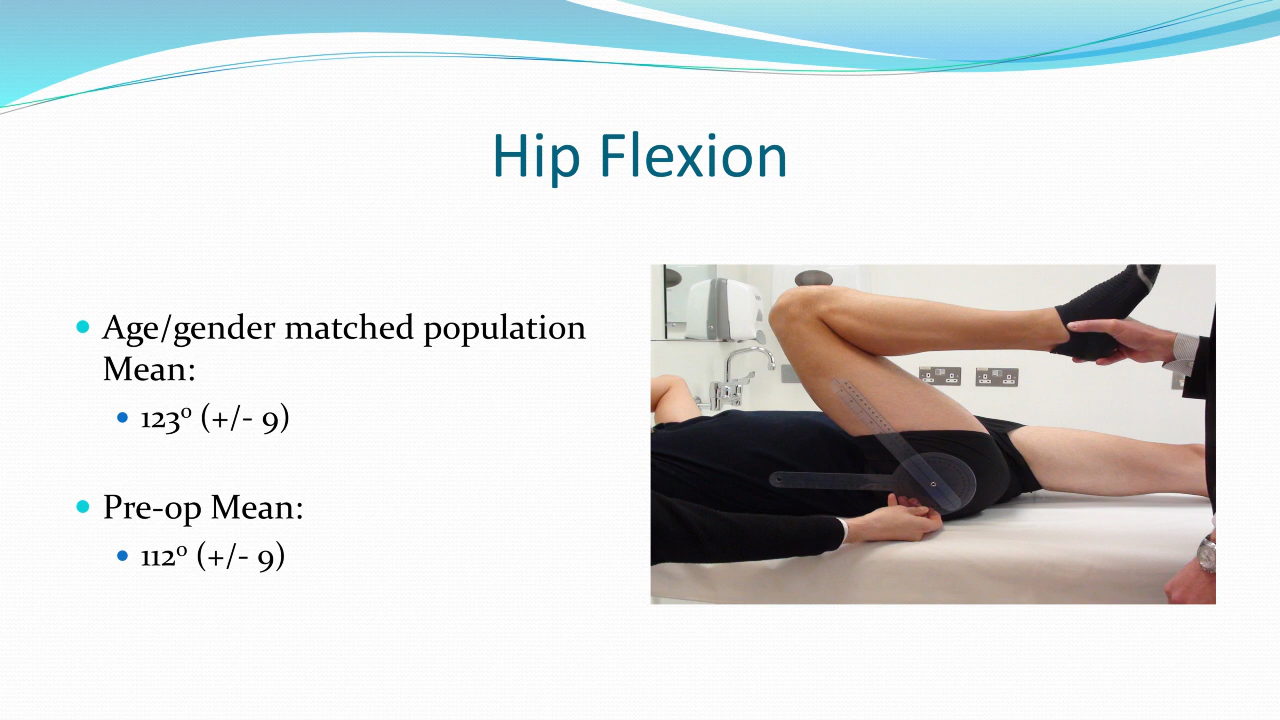 Hip Flexion
Age/gender matched population
Mean:
123º (+/- 9)
Pre-op Mean:
112º (+/- 9)